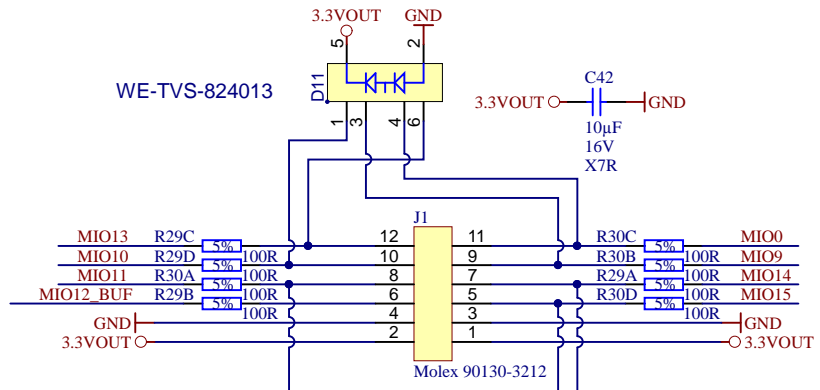 3.3VOUT GND
5 2
WE-TVS-824013
D11
1 3 4 6
C42
3.3VOUT GND
10µF
16V
X7R
J1
MIO13 R29C 5% 12 11 R30C 5% MIO0
MIO10 R29D 5% 100R 10 9 R30B 5% 100R MIO9
MIO11 R30A 5% 100R 8 7 R29A 5% 100R MIO14
MIO12_BUF R29B 5% 100R 6 5 R30D 5% 100R MIO15
GND 100R 4 3 100R GND
3.3VOUT 2 1 3.3VOUT
Molex 90130-3212